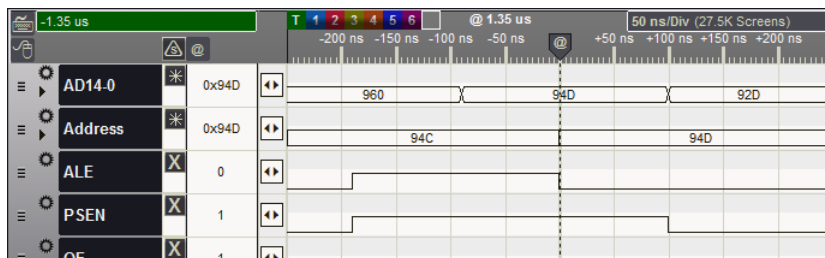 -1.35 us T 1 2 3 4 5 6 @ 1.35 us 50 ns/Div (27.5K Screens)
@ -200 ns -150 ns -100 ns -50 ns @ +50 ns +100 ns +150 ns +200 ns
AD14-0 0x94D 960 94D 92D
Address 0x94D 94C 94D
ALE X 0
PSEN X 1
OE X 1